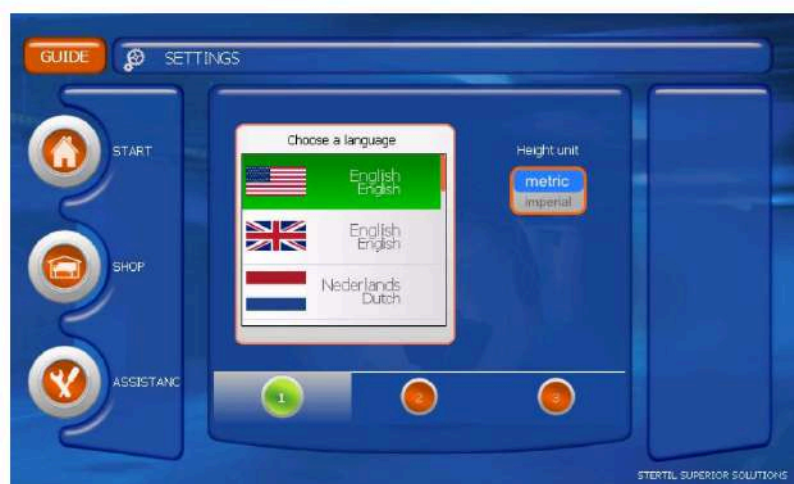 GUIDE
SETTINGS
START
SHOP
ASSISTANC
Choose a language
English
English
English
English
Nederlands
Dutch
Height unit
metric
imperial
1
2
3
STERTIL SUPERIOR SOLUTIONS